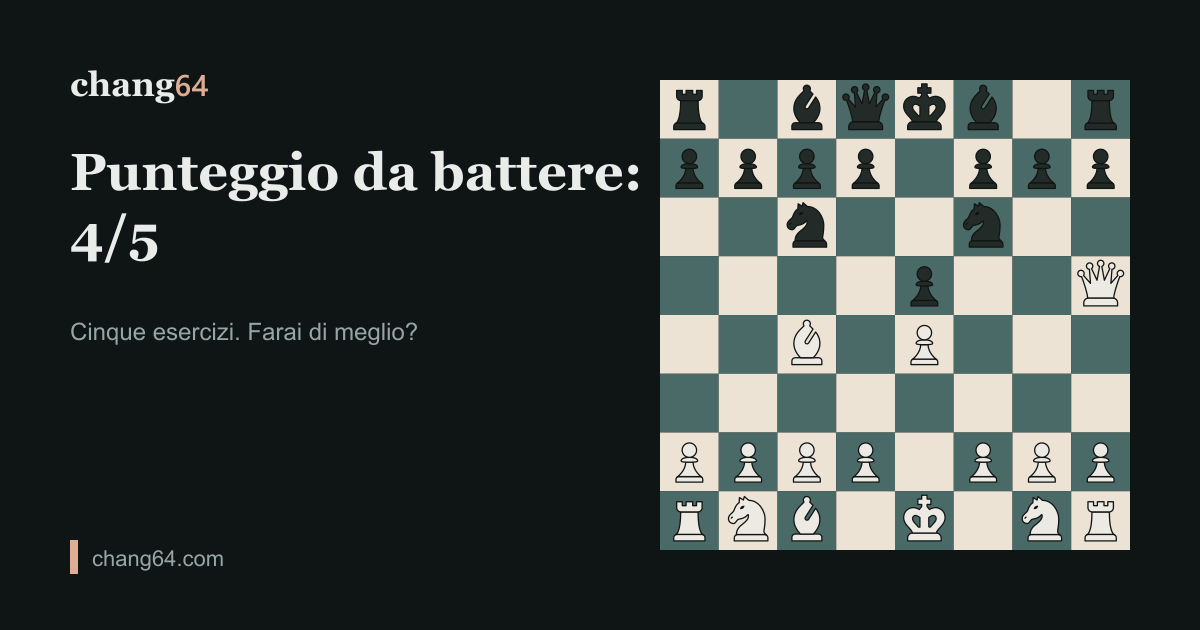 chang64
Punteggio da battere:
4/5
Cinque esercizi. Farai di meglio?
chang64.com